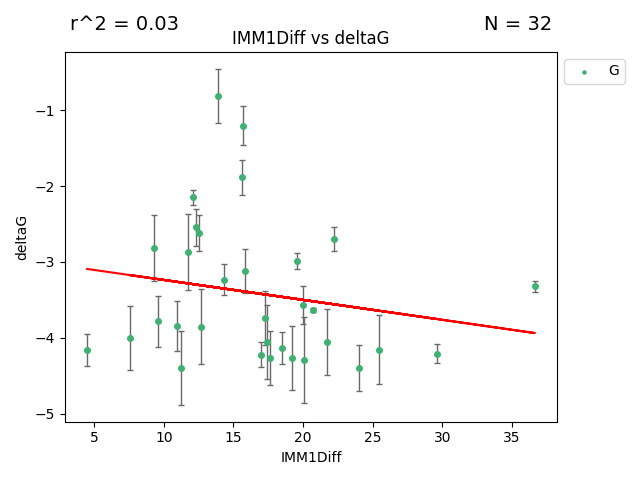 r^2 = 0.03
N = 32
IMM1Diff vs deltaG
G
deltaG
−1
−2
−3
−4
−5
5 10 15 20 25 30 35
IMM1Diff